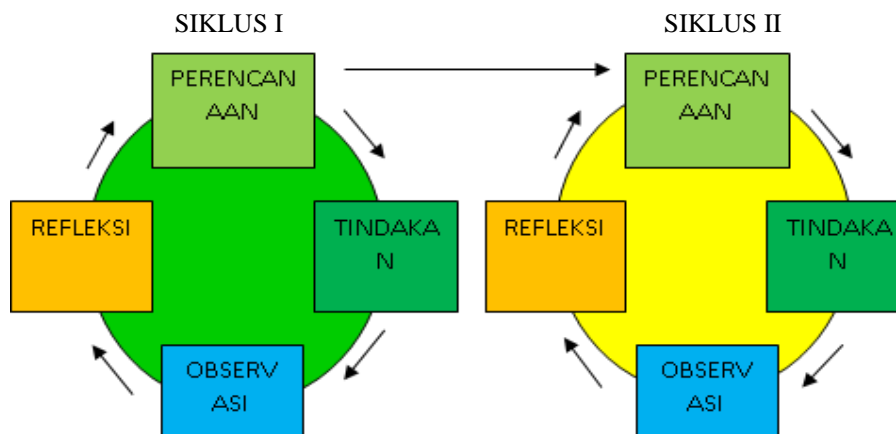 SIKLUS I
PERENCAN
AAN
REFLEKSI
TINDAKA
N
OBSERV
ASI
SIKLUS II
PERENCAN
AAN
REFLEKSI
TINDAKA
N
OBSERV
ASI